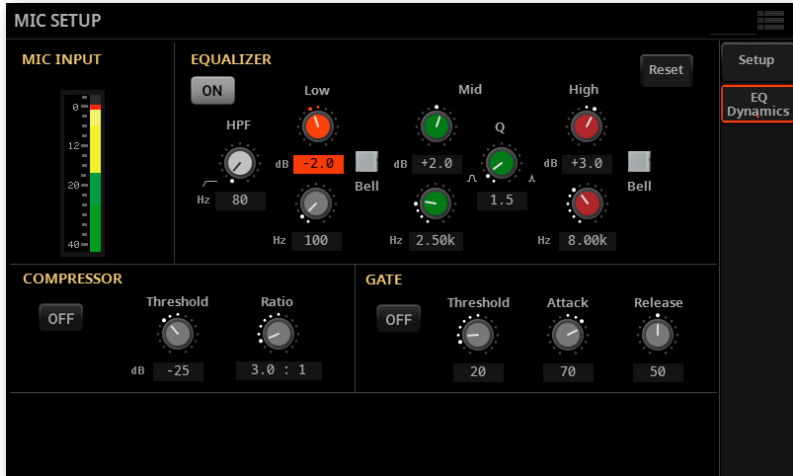 MIC SETUP
MIC INPUT
0
12
20
40
EQUALIZER
ON
Reset
HPF
Hz 80
Low
dB -2.0
Hz 100
Bell
Mid
dB +2.0
Hz 2.50k
Q
1.5
High
dB +3.0
Hz 8.00k
Bell
COMPRESSOR
OFF
Threshold
dB -25
Ratio
3.0 : 1
GATE
OFF
Threshold
20
Attack
70
Release
50
Setup
EQ
Dynamics